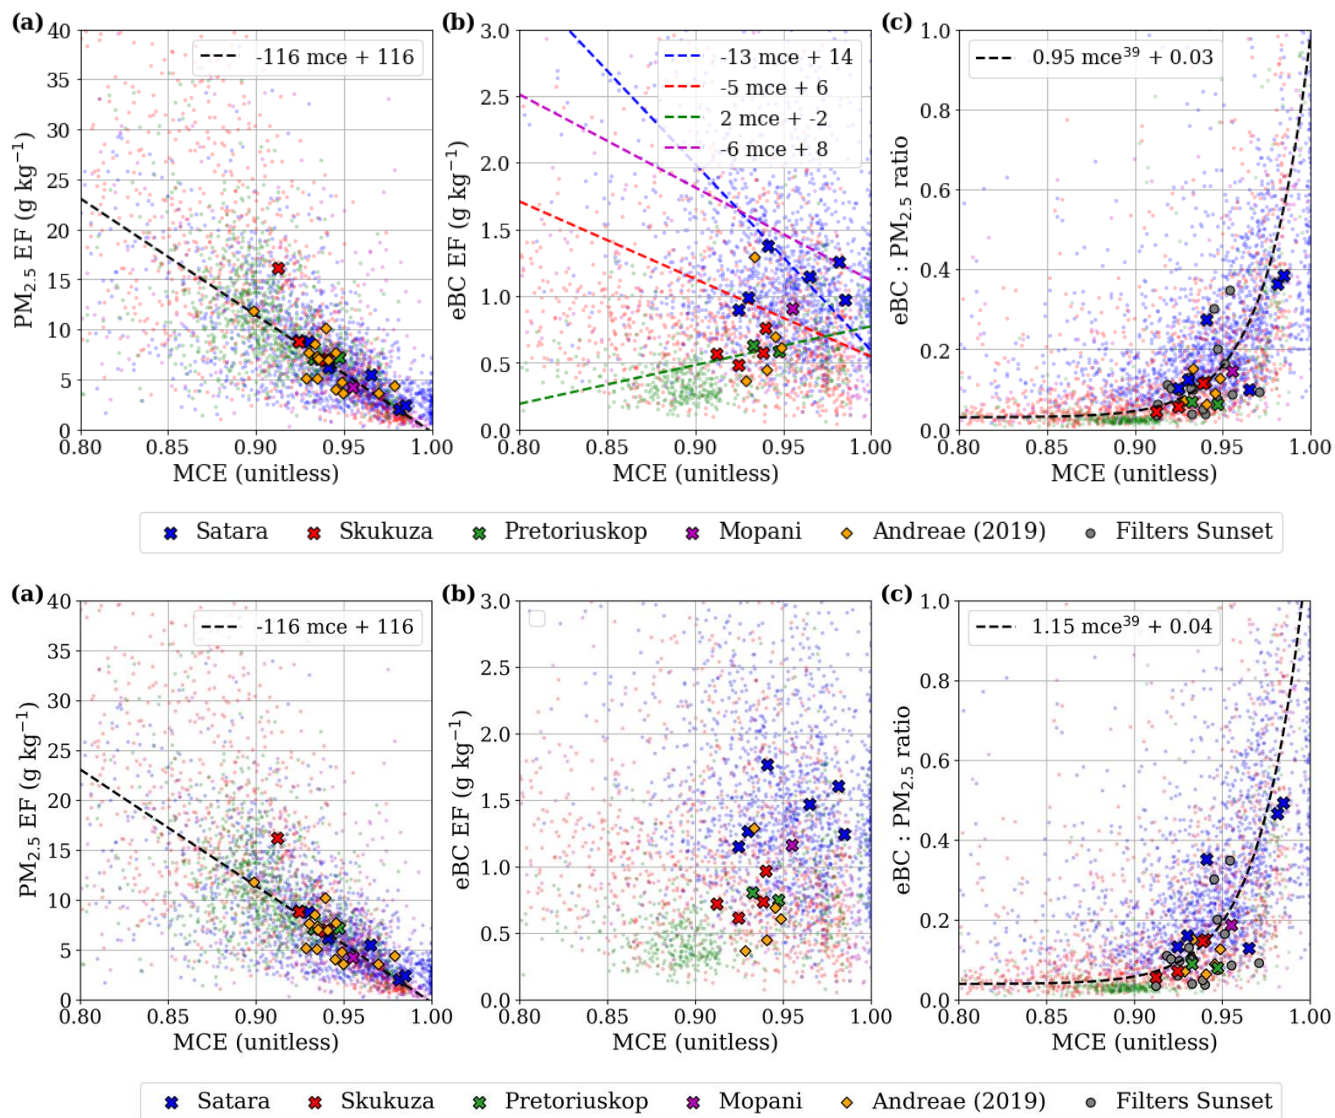 (a)
40
35
30
25
20
15
10
5
0
PM2.5 EF (g kg⁻¹)
-116 mce + 116
0.80 0.85 0.90 0.95 1.00
MCE (unitless)
(b)
3.0
2.5
2.0
1.5
1.0
0.5
0.0
eBC EF (g kg⁻¹)
-13 mce + 14
-5 mce + 6
2 mce + -2
-6 mce + 8
0.80 0.85 0.90 0.95 1.00
MCE (unitless)
(c)
1.0
0.8
0.6
0.4
0.2
0.0
eBC : PM2.5 ratio
0.95 mce³⁹ + 0.03
0.80 0.85 0.90 0.95 1.00
MCE (unitless)
Satara Skukuza Pretoriuskop Mopani Andreae (2019) Filters Sunset
(a)
40
35
30
25
20
15
10
5
0
PM2.5 EF (g kg⁻¹)
-116 mce + 116
0.80 0.85 0.90 0.95 1.00
MCE (unitless)
(b)
3.0
2.5
2.0
1.5
1.0
0.5
0.0
eBC EF (g kg⁻¹)
0.80 0.85 0.90 0.95 1.00
MCE (unitless)
(c)
1.0
0.8
0.6
0.4
0.2
0.0
eBC : PM2.5 ratio
1.15 mce³⁹ + 0.04
0.80 0.85 0.90 0.95 1.00
MCE (unitless)
Satara Skukuza Pretoriuskop Mopani Andreae (2019) Filters Sunset